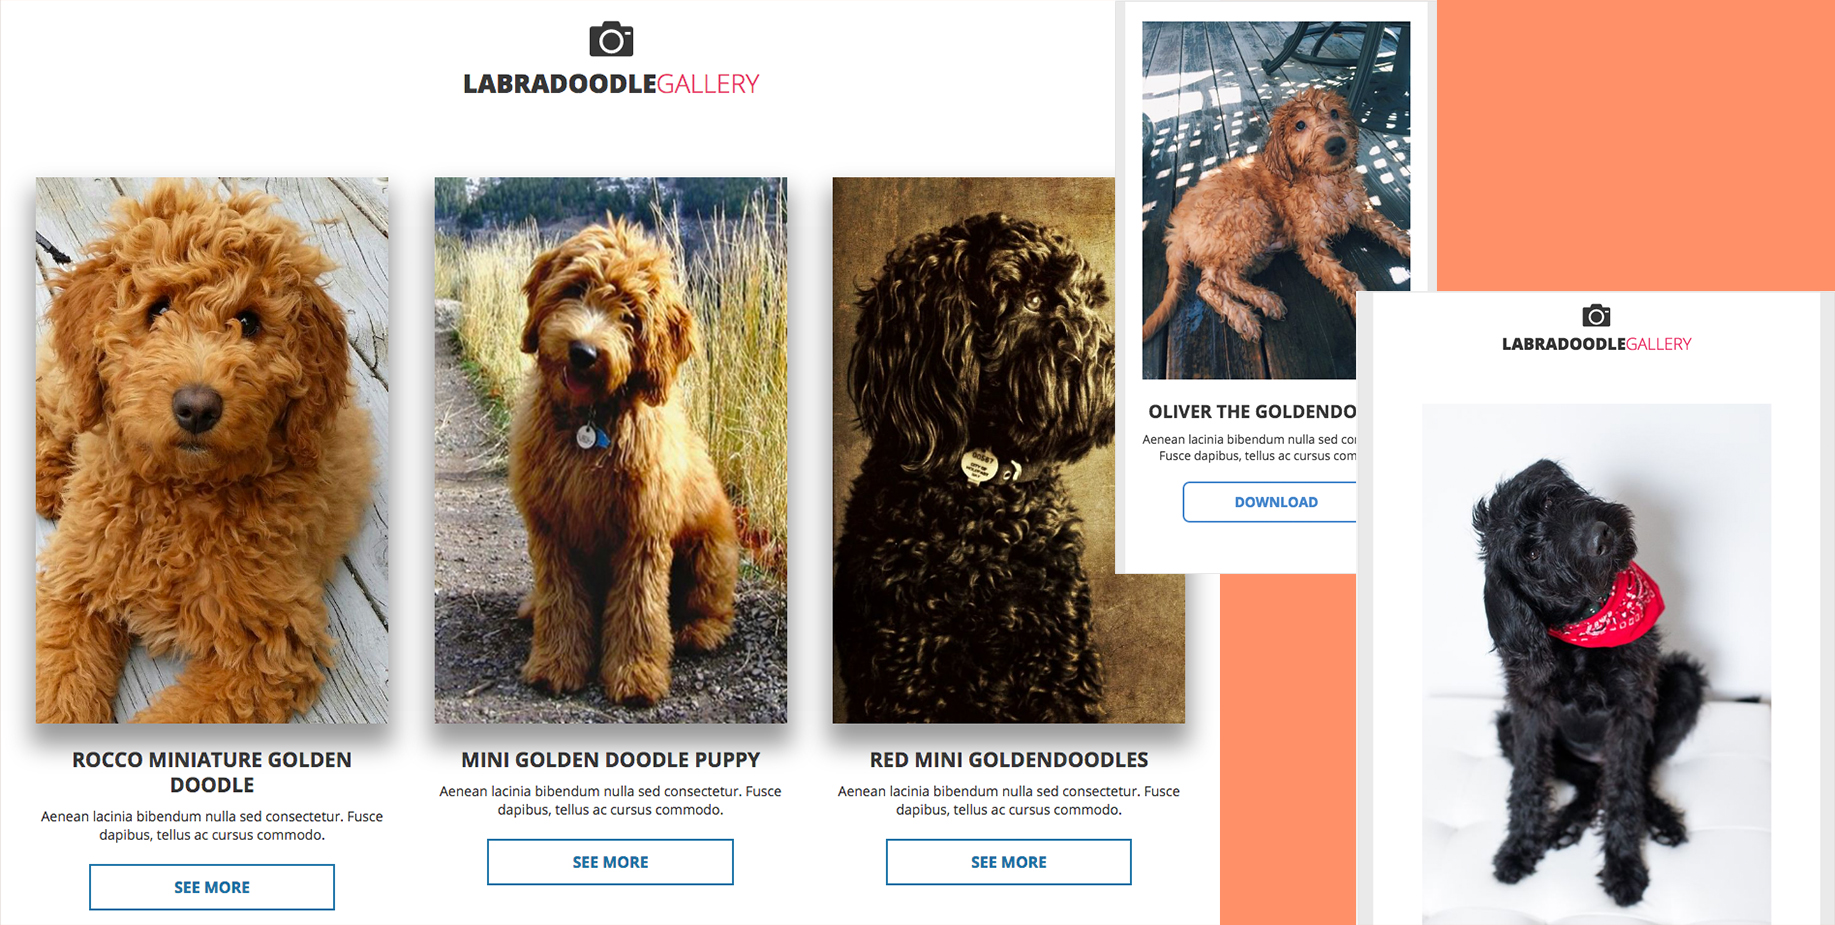 LABRADOODLEGALLERY
ROCCO MINIATURE GOLDEN
DOODLE
Aenean lacinia bibendum nulla sed consectetur. Fusce
dapibus, tellus ac cursus commodo.
SEE MORE
MINI GOLDEN DOODLE PUPPY
Aenean lacinia bibendum nulla sed consectetur. Fusce
dapibus, tellus ac cursus commodo.
SEE MORE
RED MINI GOLDENDOODLES
Aenean lacinia bibendum nulla sed consectetur. Fusce
dapibus, tellus ac cursus commodo.
SEE MORE
OLIVER THE GOLDENDO
Aenean lacinia bibendum nulla sed co
Fusce dapibus, tellus ac cursus com
DOWNLOAD
LABRADOODLEGALLERY